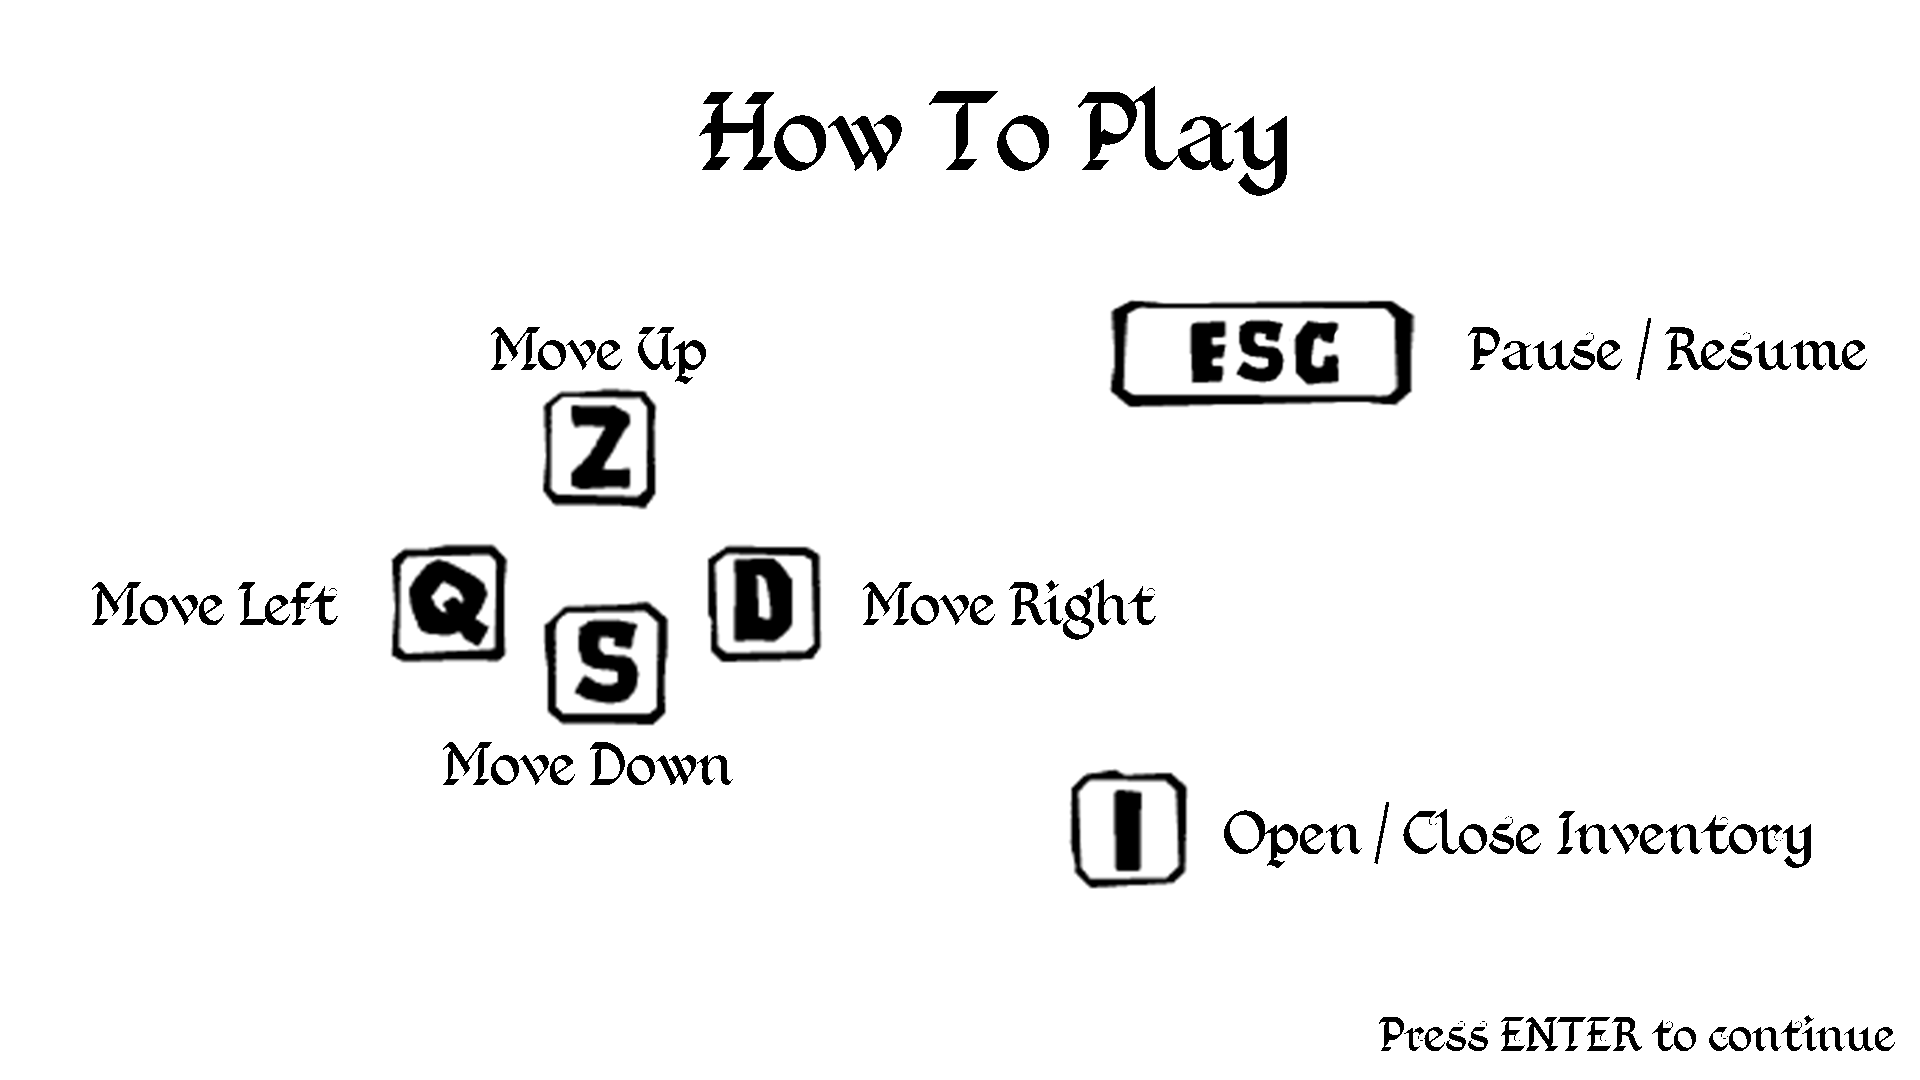 How To Play
Move Up
Z
ESC
Pause / Resume
Move Left
Q
S
D
Move Right
Move Down
I
Open / Close Inventory
Press ENTER to continue